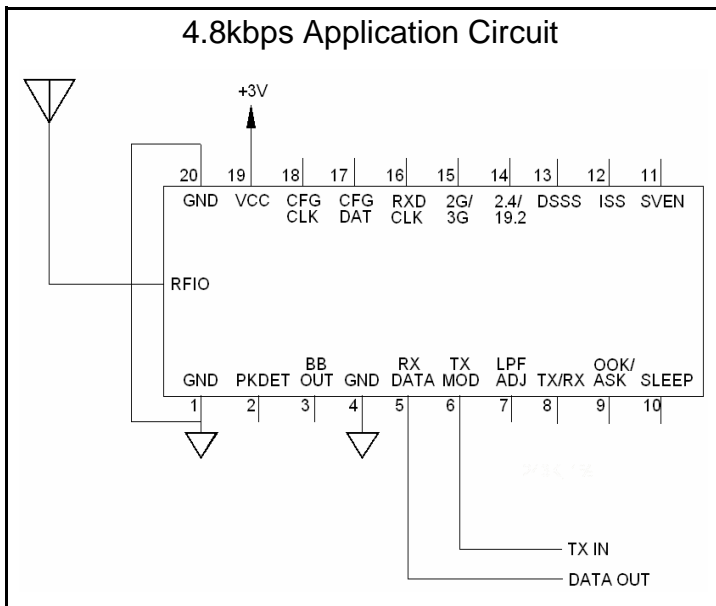 4.8kbps Application Circuit
+3V
20 19 18 17 16 15 14 13 12 11
GND VCC CFG CLK CFG DAT RXD CLK 2G/ 3G 2.4/ 19.2 DSSS ISS SVEN
RFIO
GND PKDET BB OUT GND RX DATA TX MOD LPF ADJ TX/RX OOK/ ASK SLEEP
1 2 3 4 5 6 7 8 9 10
TX IN
DATA OUT